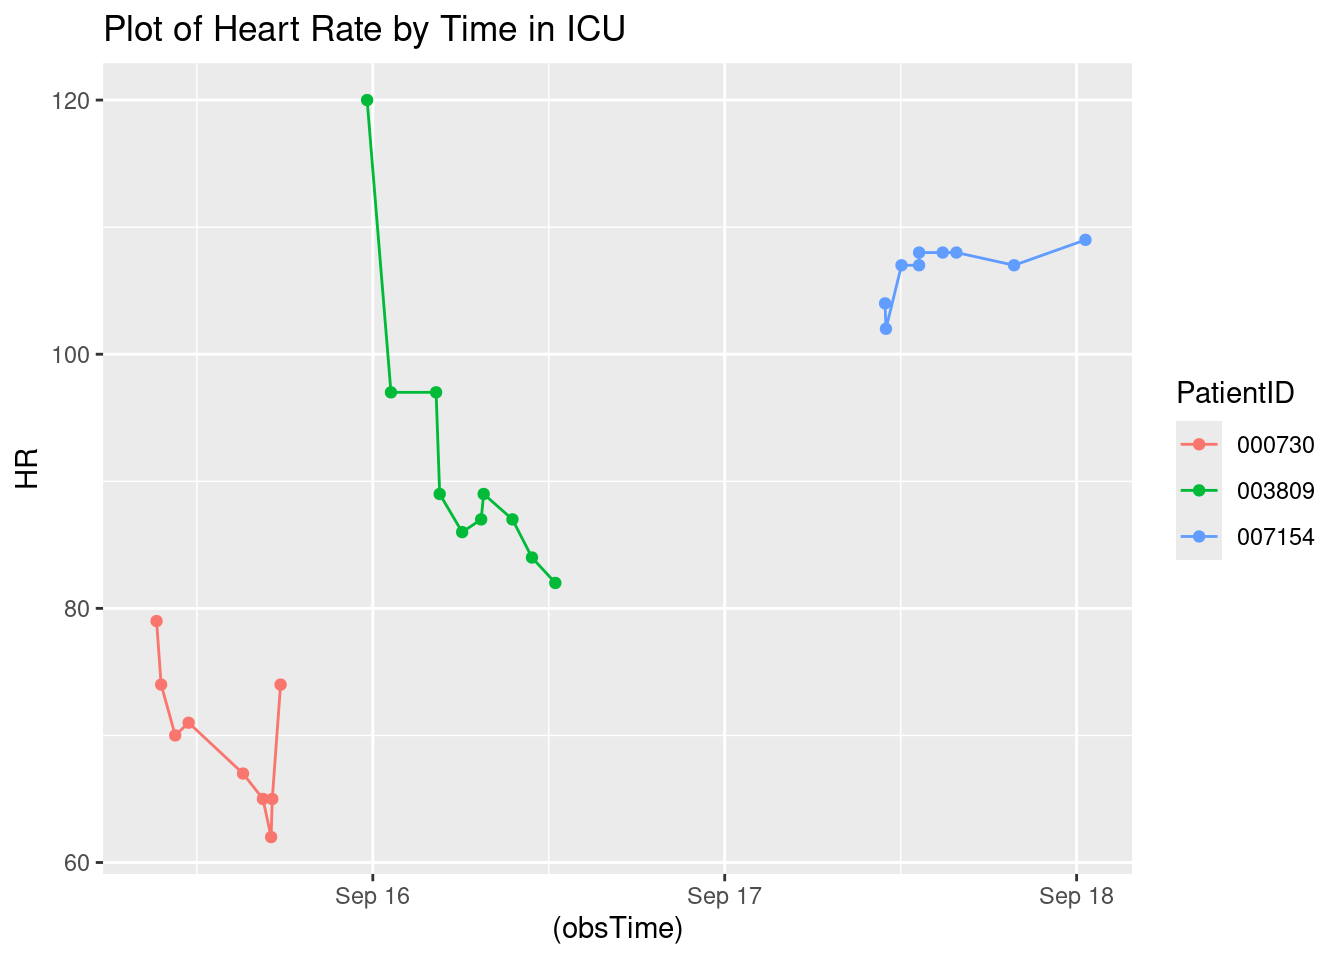 Plot of Heart Rate by Time in ICU
120
100
80
60
HR
Sep 16
Sep 17
Sep 18
(obsTime)
PatientID
000730
003809
007154